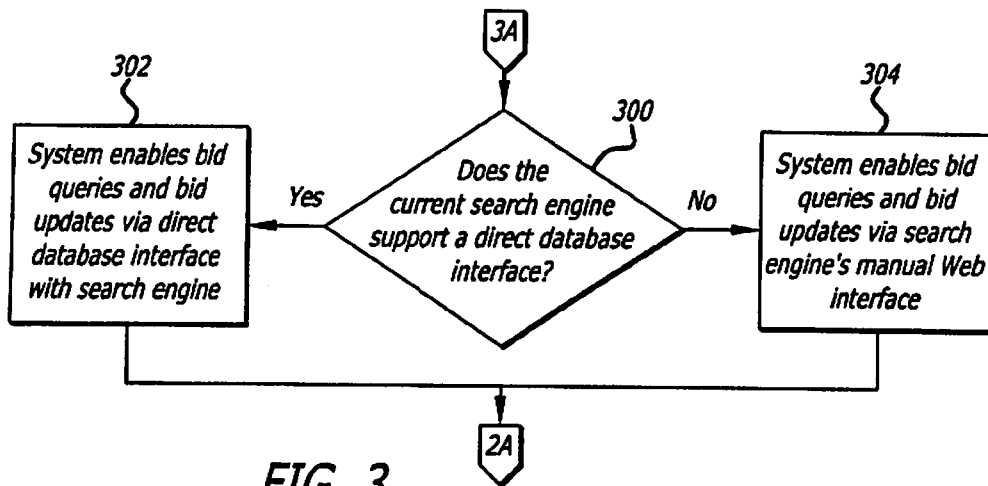 3A
302
System enables bid
queries and bid
updates via direct
database interface
with search engine
Yes
300
Does the
current search engine
support a direct database
interface?
No
304
System enables bid
queries and bid
updates via search
engine's manual Web
interface
2A
FIG. 3